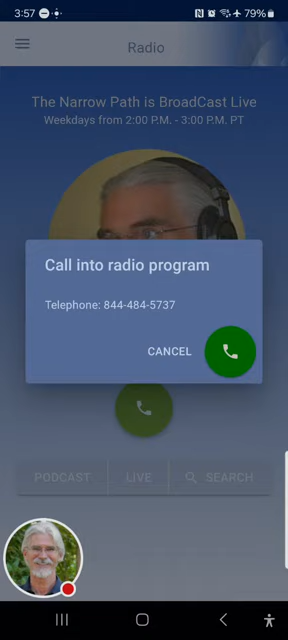 3:57
79%
Radio
The Narrow Path is BroadCast Live
Weekdays from 2:00 P.M. - 3:00 P.M. PT
Call into radio program
Telephone: 844-484-5737
CANCEL
PODCAST LIVE SEARCH